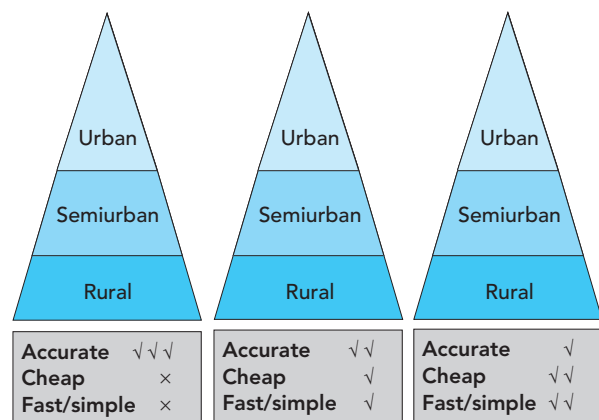 Urban
Semiurban
Rural
Accurate √√√
Cheap ×
Fast/simple ×
Urban
Semiurban
Rural
Accurate √√
Cheap √
Fast/simple √
Urban
Semiurban
Rural
Accurate √
Cheap √√
Fast/simple √√